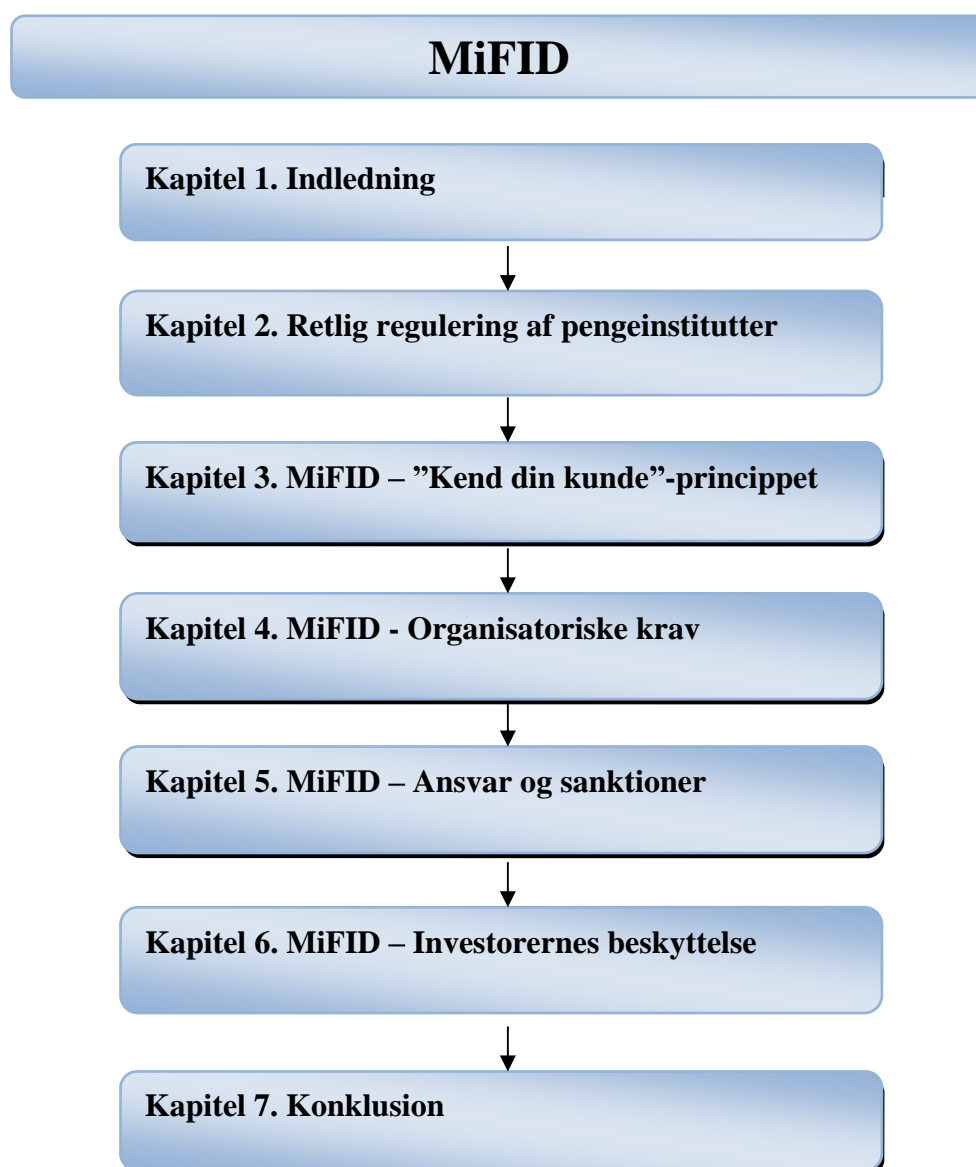 MiFID
Kapitel 1. Indledning
Kapitel 2. Retlig regulering af pengeinstitutter
Kapitel 3. MiFID – ”Kend din kunde”-princippet
Kapitel 4. MiFID - Organisatoriske krav
Kapitel 5. MiFID – Ansvar og sanktioner
Kapitel 6. MiFID – Investorernes beskyttelse
Kapitel 7. Konklusion